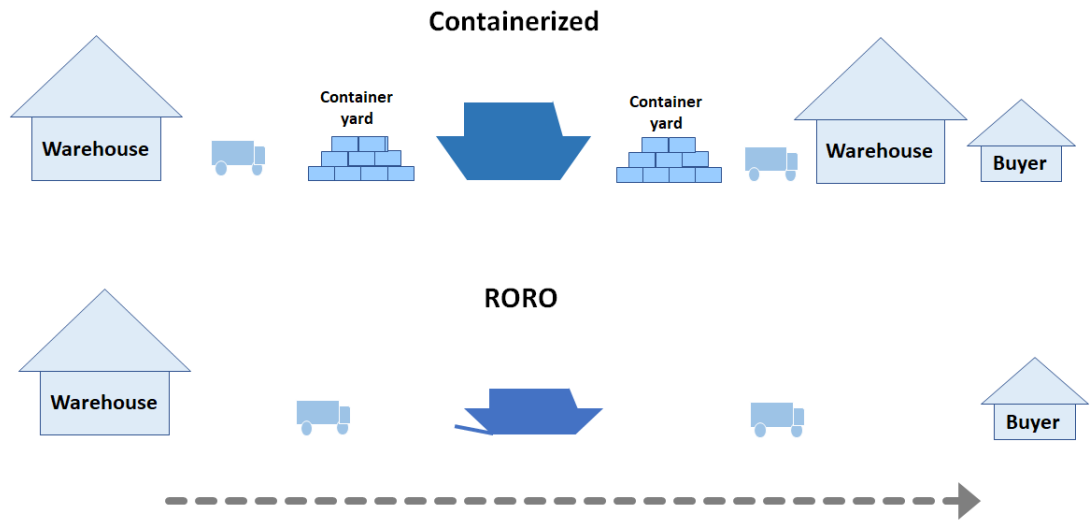 Containerized
Container
yard
Container
yard
Warehouse
Warehouse
Buyer
RORO
Warehouse
Buyer